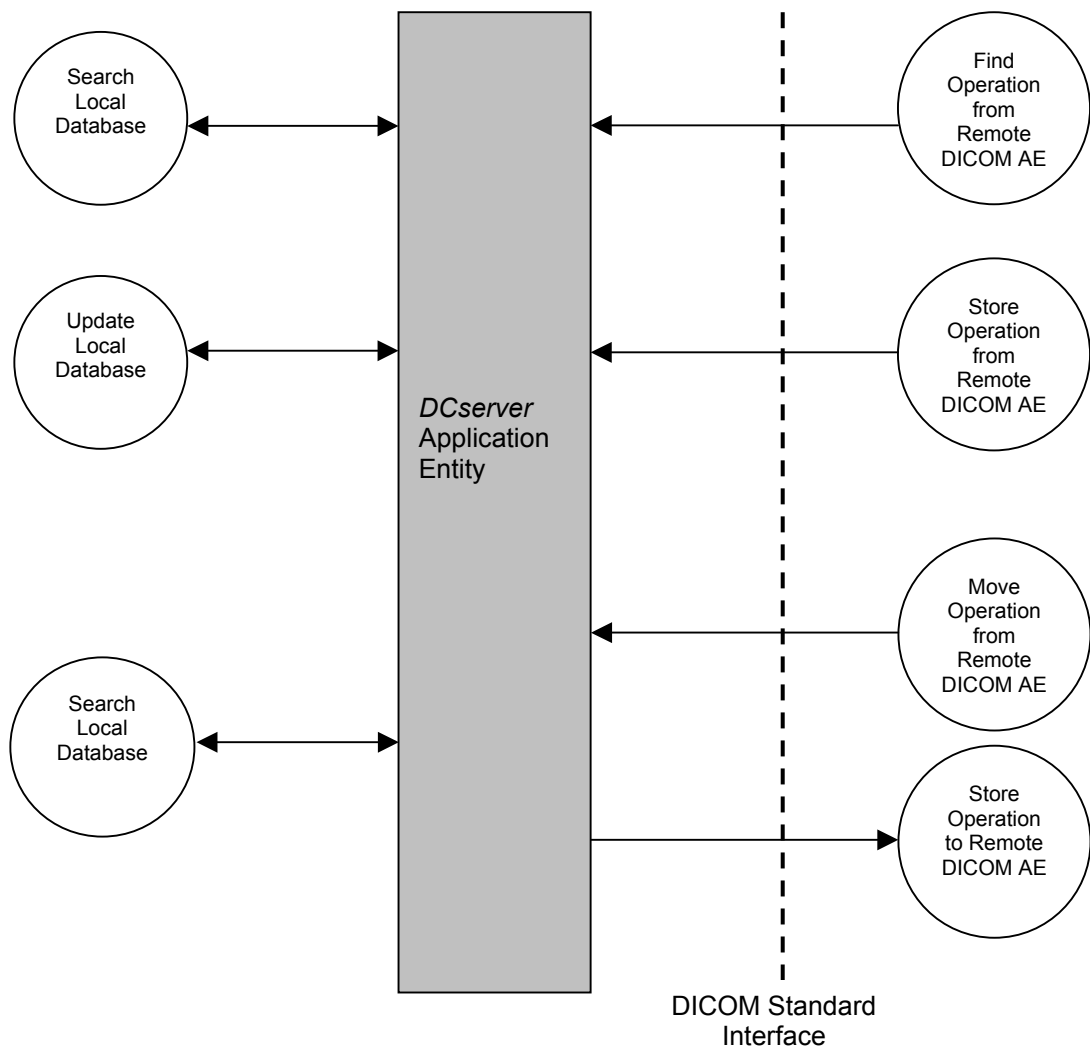 Search
Local
Database
Find
Operation
from
Remote
DICOM AE
Update
Local
Database
Store
Operation
from
Remote
DICOM AE
DCserver
Application
Entity
Move
Operation
from
Remote
DICOM AE
Search
Local
Database
Store
Operation
to Remote
DICOM AE
DICOM Standard
Interface